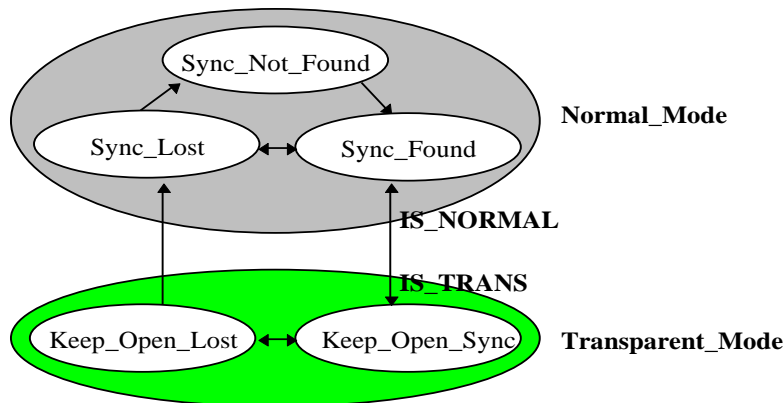 Sync_Not_Found
Normal_Mode
Sync_Lost
Sync_Found
IS_NORMAL
IS_TRANS
Keep_Open_Lost
Keep_Open_Sync
Transparent_Mode